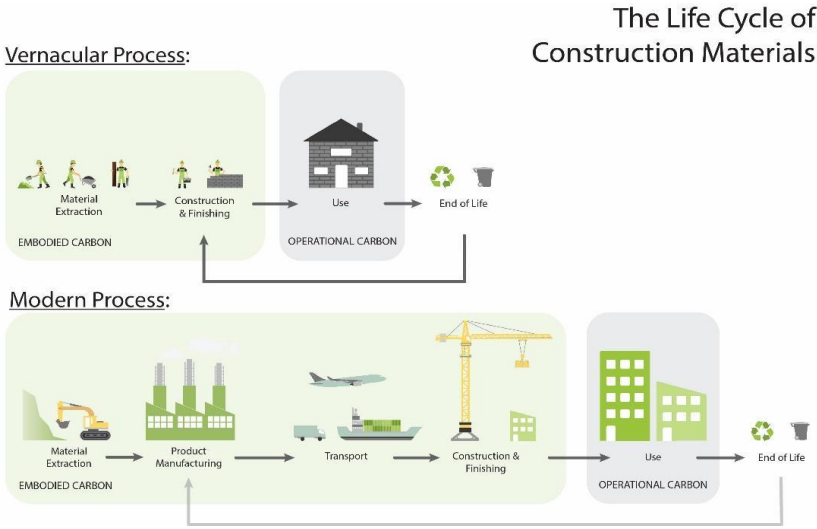 The Life Cycle of
Construction Materials
Vernacular Process:
Material
Extraction
Construction
& Finishing
Use
End of Life
EMBODIED CARBON
OPERATIONAL CARBON
Modern Process:
Material
Extraction
Product
Manufacturing
Transport
Construction &
Finishing
Use
End of Life
EMBODIED CARBON
OPERATIONAL CARBON